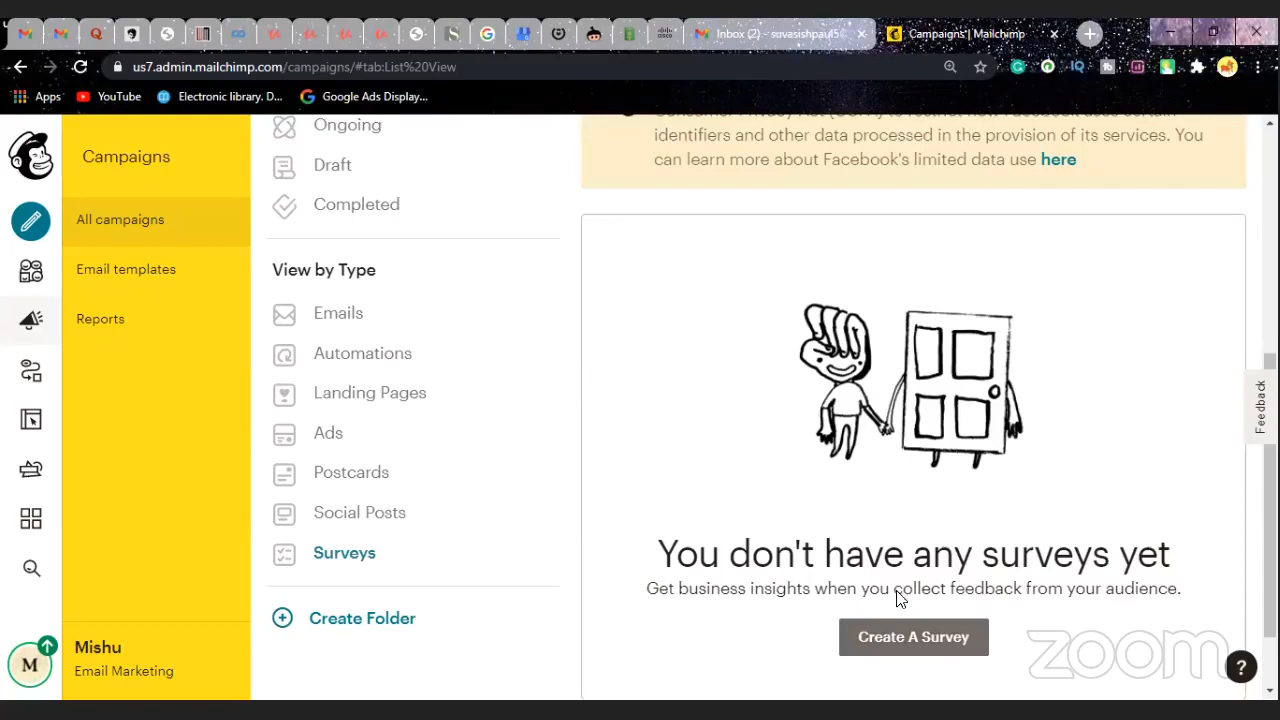 Inbox (2) - suvasishpaul5
Campaigns | Mailchimp
us7.admin.mailchimp.com/campaigns/#tab:List%20View
Apps
YouTube
Electronic library. D...
Google Ads Display...
Campaigns
All campaigns
Email templates
Reports
Mishu
Email Marketing
M
Ongoing
Draft
Completed
View by Type
Emails
Automations
Landing Pages
Ads
Postcards
Social Posts
Surveys
Create Folder
identifiers and other data processed in the provision of its services. You
can learn more about Facebook's limited data use here
You don't have any surveys yet
Get business insights when you collect feedback from your audience.
Create A Survey
Feedback
zoom
?